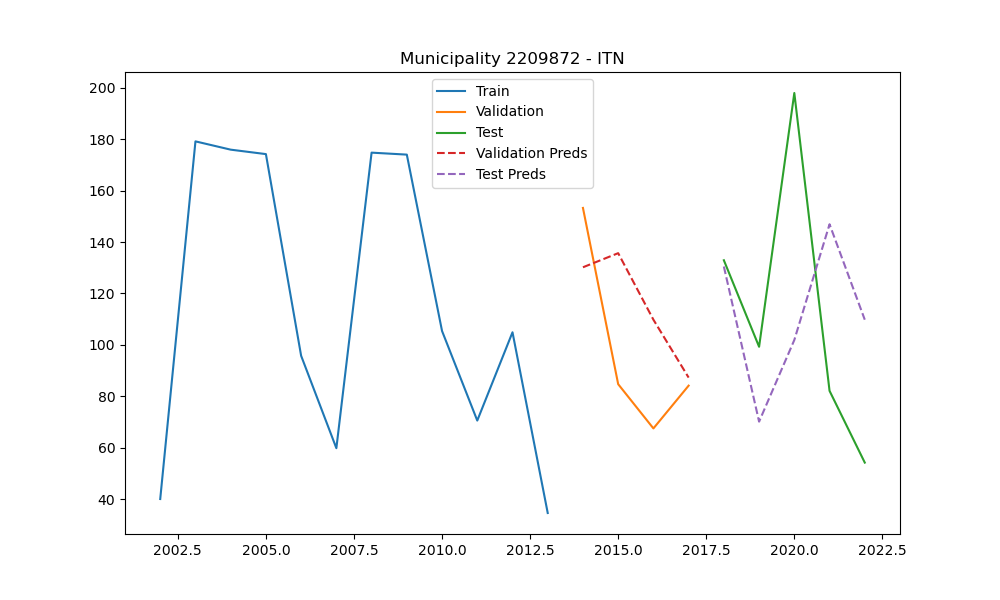 Municipality 2209872 - ITN
Train
Validation
Test
Validation Preds
Test Preds
200
180
160
140
120
100
80
60
40
2002.5 2005.0 2007.5 2010.0 2012.5 2015.0 2017.5 2020.0 2022.5